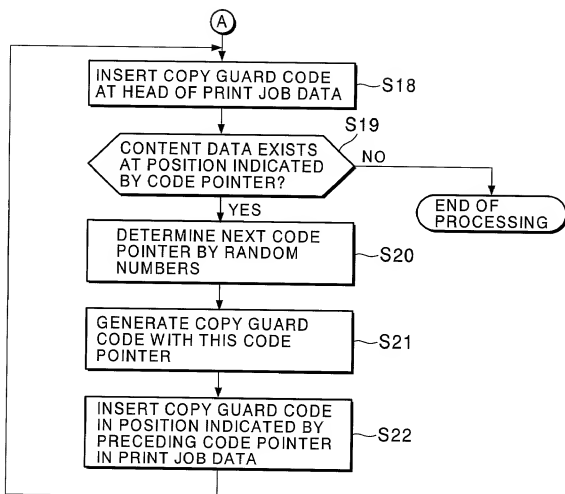 A
INSERT COPY GUARD CODE
AT HEAD OF PRINT JOB DATA
S18
S19
CONTENT DATA EXISTS
AT POSITION INDICATED
BY CODE POINTER?
NO
YES
END OF
PROCESSING
DETERMINE NEXT CODE
POINTER BY RANDOM
NUMBERS
S20
GENERATE COPY GUARD
CODE WITH THIS CODE
POINTER
S21
INSERT COPY GUARD CODE
IN POSITION INDICATED BY
PRECEDING CODE POINTER
IN PRINT JOB DATA
S22